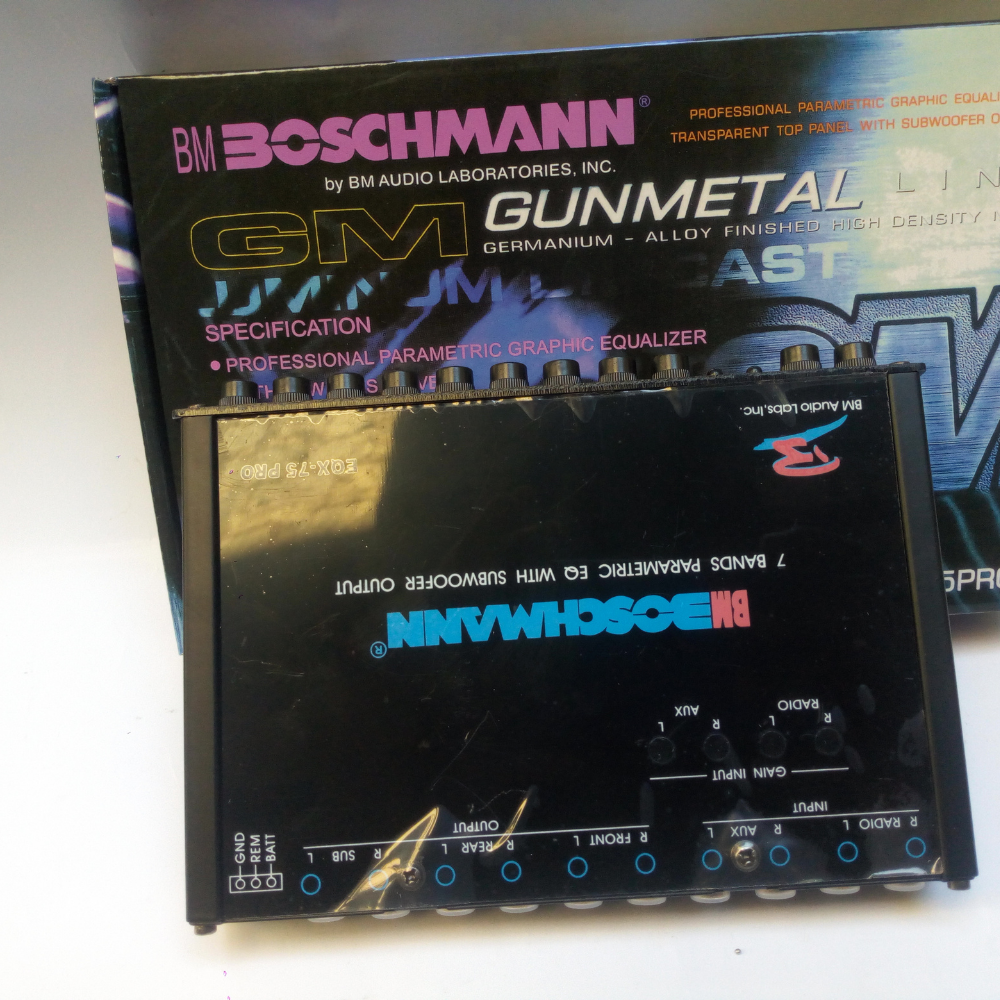 BM BOSCHMANN®
by BM AUDIO LABORATORIES, INC.
PROFESSIONAL PARAMETRIC GRAPHIC
TRANSPARENT TOP PANEL WITH SUBWOOFER
GM GUNMETAL
GERMANIUM - ALLOY FINISHED HIGH DENSITY
CAST
SPECIFICATION
• PROFESSIONAL PARAMETRIC GRAPHIC EQUALIZER
5PRO
BM Audio Labs,Inc.
EQX-75 PRO
7 BANDS PARAMETRIC EQ WITH SUBWOOFER OUTPUT
BM BOSCHMANN®
RADIO AUX
R L R L
GAIN INPUT
INPUT OUTPUT
R RADIO L R AUX L R FRONT L R REAR L R SUB L
GND
REM
BATT